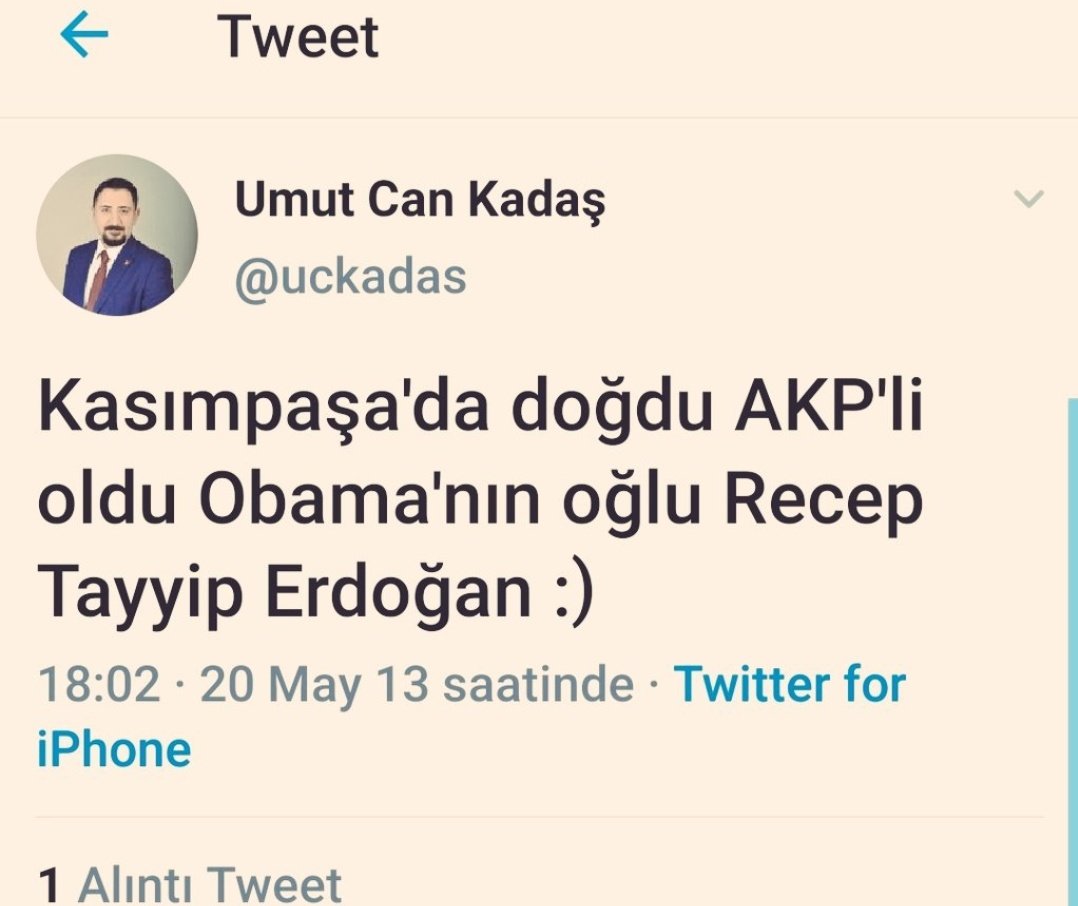 Tweet
Umut Can Kadaş
@uckadas
Kasımpaşa'da doğdu AKP'li
oldu Obama'nın oğlu Recep
Tayyip Erdoğan :)
18:02 · 20 May 13 saatinde · Twitter for
iPhone
1 Alıntı Tweet